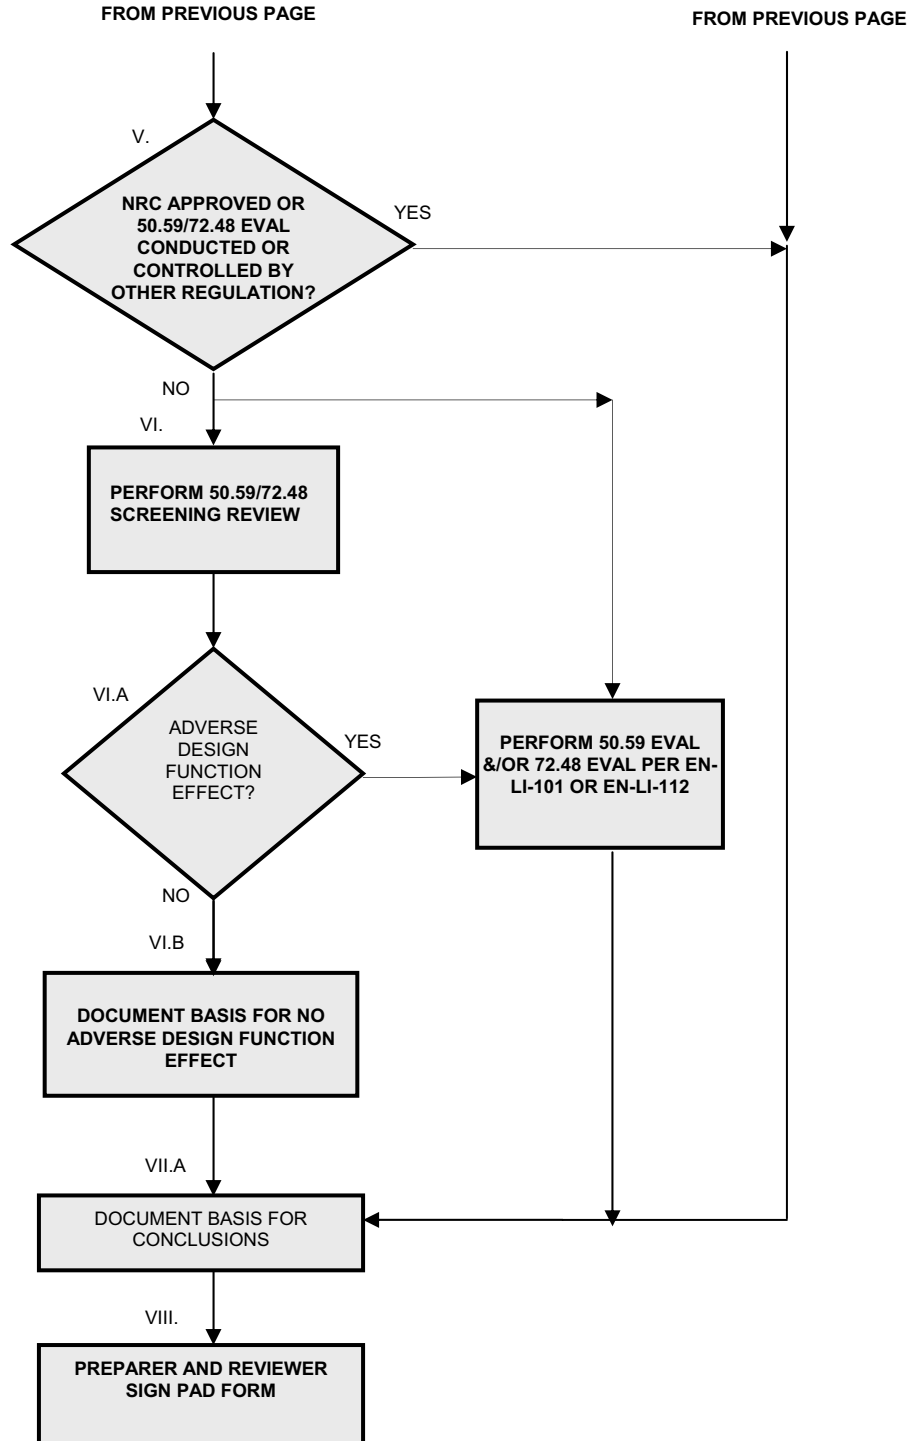 FROM PREVIOUS PAGE
FROM PREVIOUS PAGE
V.
NRC APPROVED OR
50.59/72.48 EVAL
CONDUCTED OR
CONTROLLED BY
OTHER REGULATION?
YES
NO
VI.
PERFORM 50.59/72.48
SCREENING REVIEW
VI.A
ADVERSE
DESIGN
FUNCTION
EFFECT?
YES
PERFORM 50.59 EVAL
&/OR 72.48 EVAL PER EN-
LI-101 OR EN-LI-112
NO
VI.B
DOCUMENT BASIS FOR NO
ADVERSE DESIGN FUNCTION
EFFECT
VII.A
DOCUMENT BASIS FOR
CONCLUSIONS
VIII.
PREPARER AND REVIEWER
SIGN PAD FORM